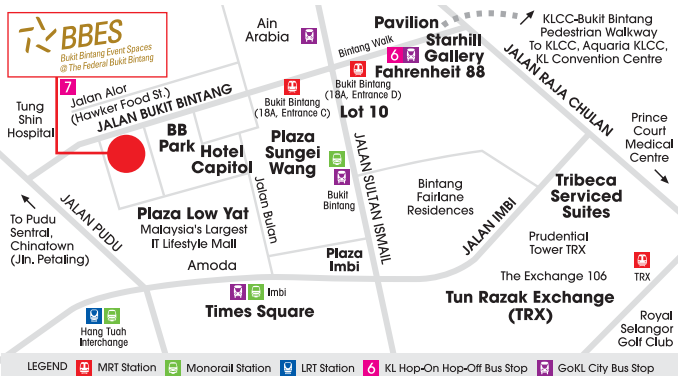 BBES
Bukit Bintang Event Spaces
@ The Federal Bukit Bintang
Ain
Arabia
Pavilion
Bintang Walk
6
Starhill
Gallery
Fahrenheit 88
KLCC-Bukit Bintang
Pedestrian Walkway
To KLCC, Aquaria KLCC,
KL Convention Centre
7
Jalan Alor
(Hawker Food St.)
JALAN BUKIT BINTANG
Tung
Shin
Hospital
Bukit Bintang
(18A, Entrance C)
Bukit Bintang
(18A, Entrance D)
Lot 10
JALAN RAJA CHULAN
Prince
Court
Medical
Centre
BB
Park
Hotel
Capitol
Plaza
Sungei
Wang
Bukit
Bintang
JALAN SULTAN ISMAIL
Bintang
Fairlane
Residences
Tribeca
Serviced
Suites
JALAN PUDU
To Pudu
Sentral,
Chinatown
(Jln. Petaling)
Plaza Low Yat
Malaysia's Largest
IT Lifestyle Mall
Jalan Bulan
JALAN IMBI
Prudential
Tower TRX
Plaza
Imbi
Amoda
The Exchange 106
TRX
Tun Razak Exchange
(TRX)
Imbi
Times Square
Hang Tuah
Interchange
Royal
Selangor
Golf Club
LEGEND
MRT Station
Monorail Station
LRT Station
6 KL Hop-On Hop-Off Bus Stop
GoKL City Bus Stop